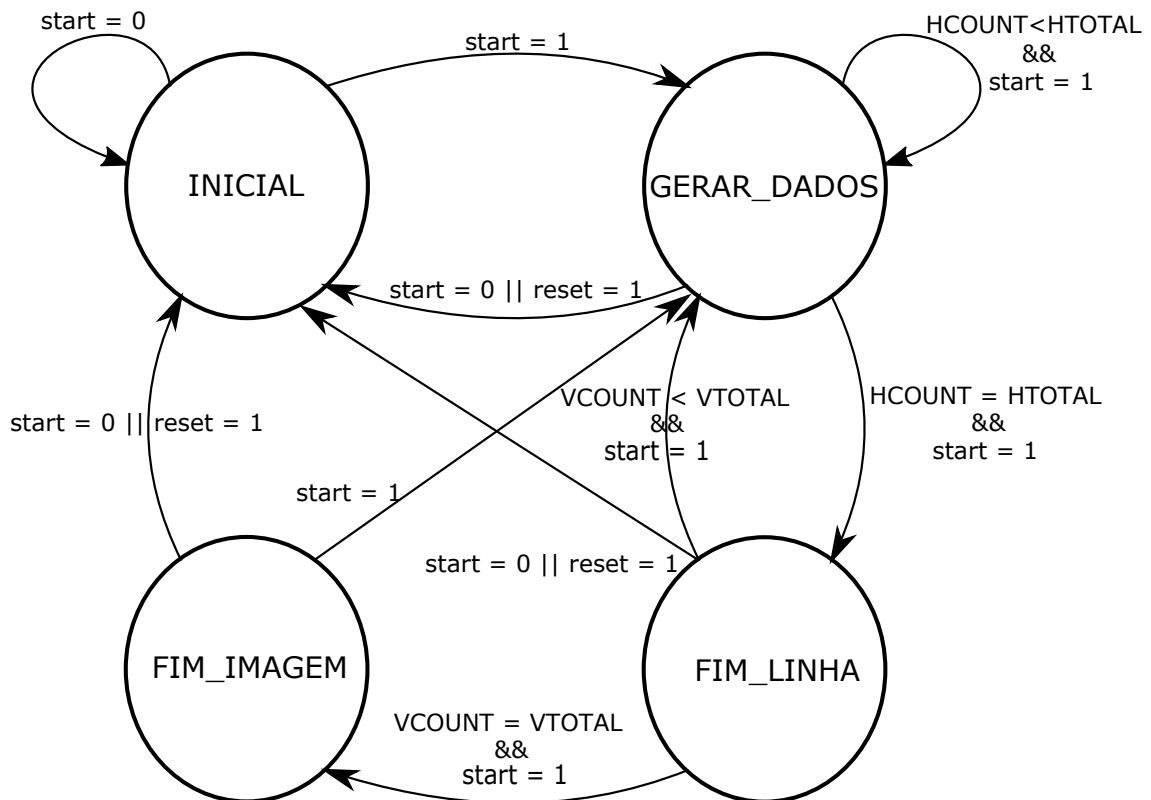 start = 0
start = 1
HCOUNT<HTOTAL
&&
start = 1
INICIAL
GERAR_DADOS
start = 0 || reset = 1
VCOUNT < VTOTAL
&&
start = 1
HCOUNT = HTOTAL
&&
start = 1
start = 0 || reset = 1
start = 1
start = 0 || reset = 1
FIM_IMAGEM
FIM_LINHA
VCOUNT = VTOTAL
&&
start = 1